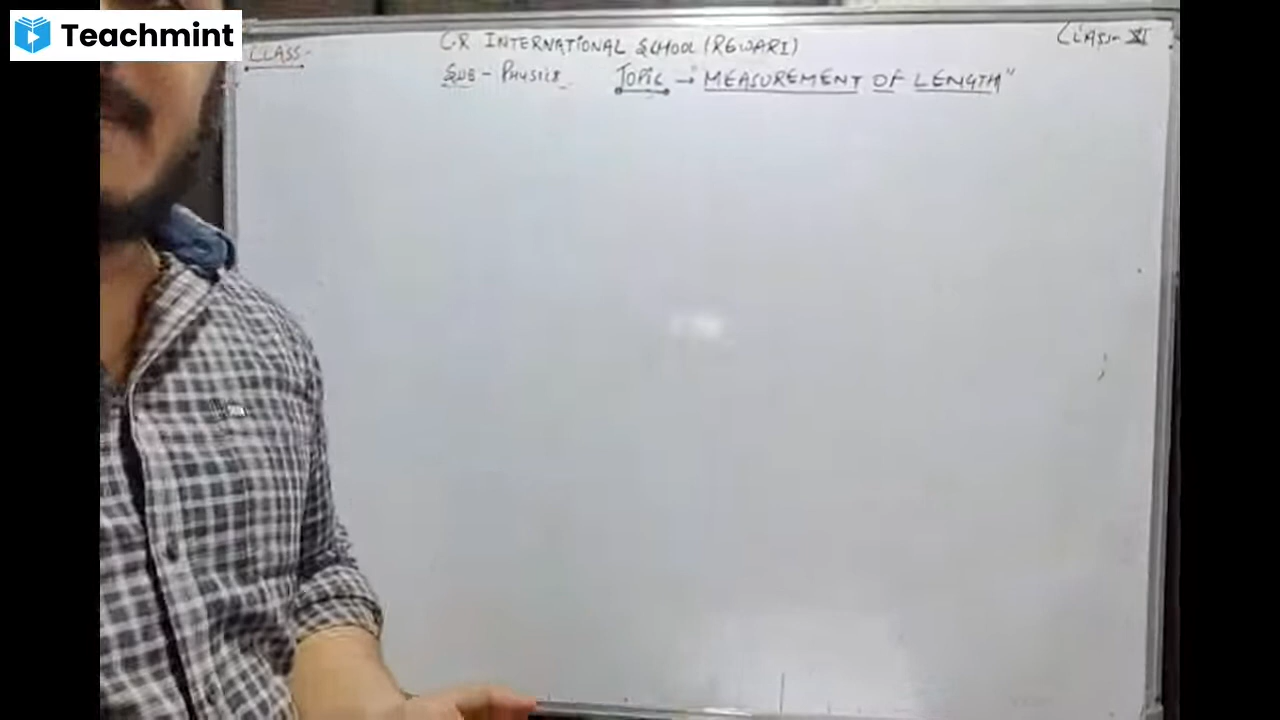 Teachmint
C.R INTERNATIONAL SCHOOL (REWARI)
CLASS-XI
CLASS-
SUB - PHYSICS TOPIC → "MEASUREMENT OF LENGTH"